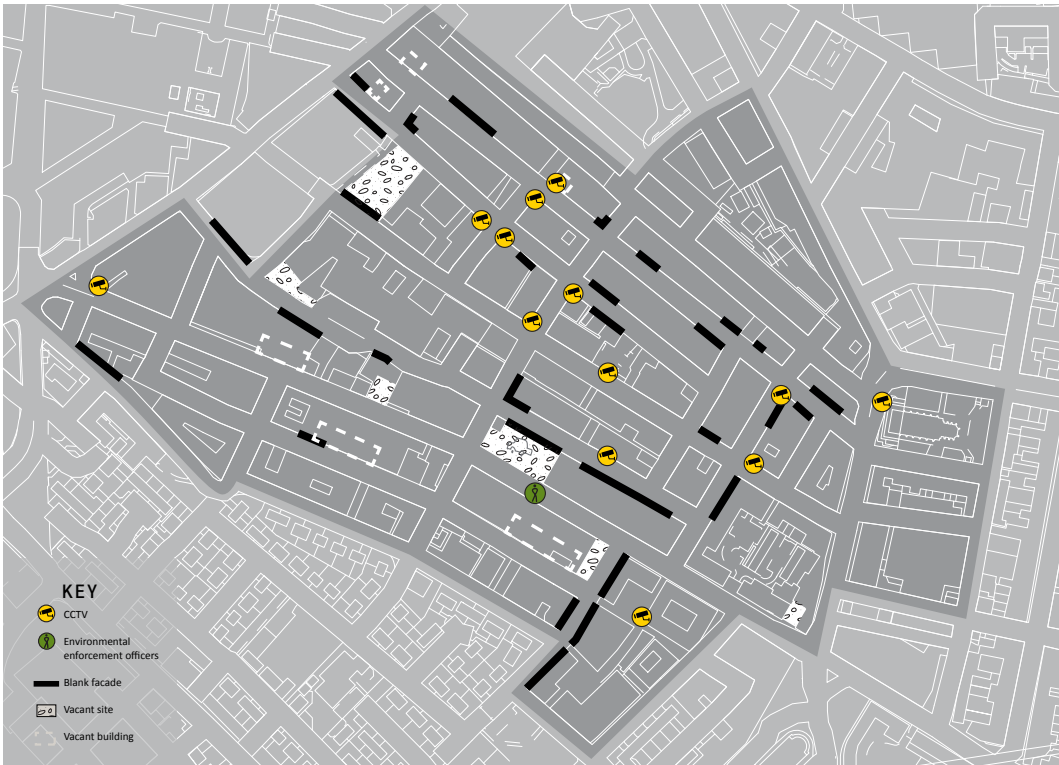 KEY
CCTV
Environmental
enforcement officers
Blank facade
Vacant site
Vacant building